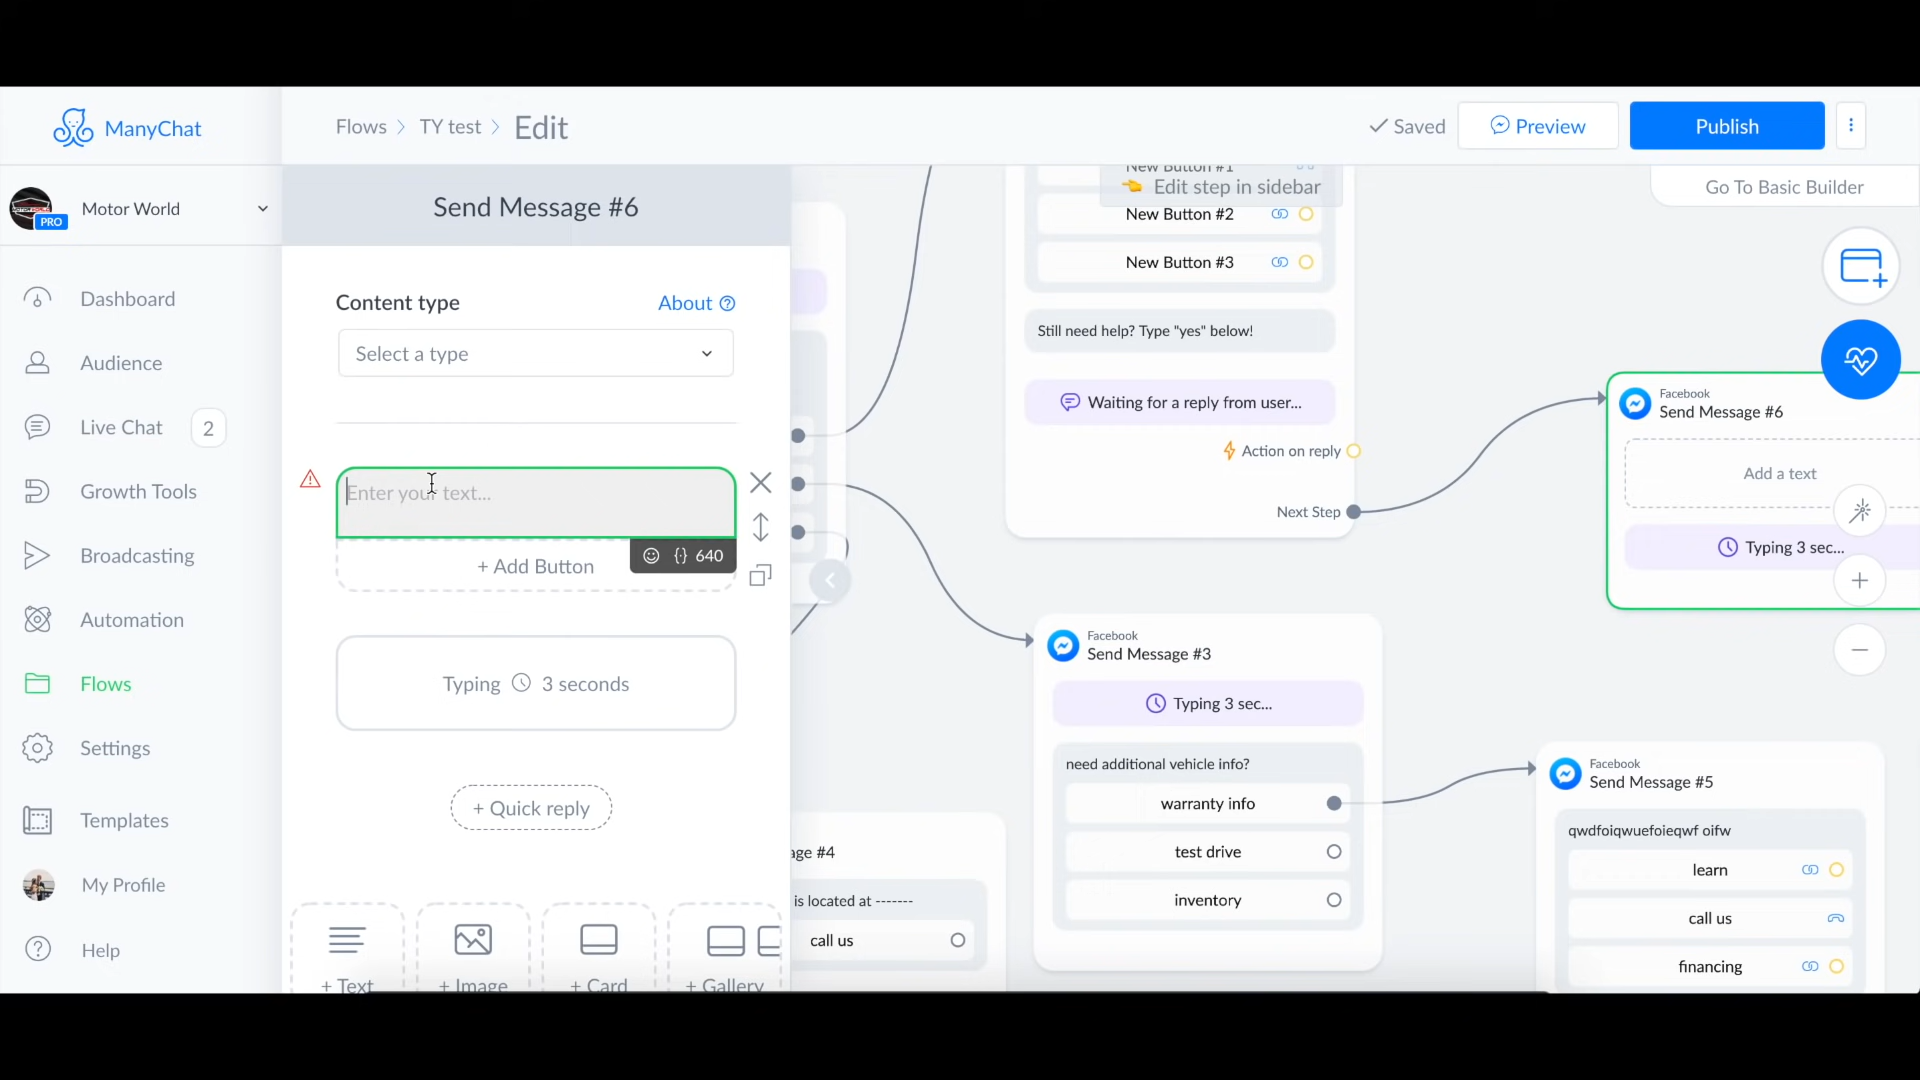 ManyChat
Flows > TY test > Edit
Saved
Preview
Publish
PRO
Motor World
Dashboard
Audience
Live Chat
2
Growth Tools
Broadcasting
Automation
Flows
Settings
Templates
My Profile
Help
Send Message #6
Content type
About
Select a type
Enter your text...
640
+ Add Button
Typing 3 seconds
+ Quick reply
+ Text
+ Image
+ Card
+ Gallery
New Button #1
Edit step in sidebar
New Button #2
New Button #3
Still need help? Type "yes" below!
Waiting for a reply from user...
Action on reply
Next Step
Go To Basic Builder
Facebook
Send Message #6
Add a text
Typing 3 sec...
Facebook
Send Message #3
Typing 3 sec...
need additional vehicle info?
warranty info
test drive
inventory
age #4
is located at -------
call us
Facebook
Send Message #5
qwdfoiqwuefoieqwf oifw
learn
call us
financing